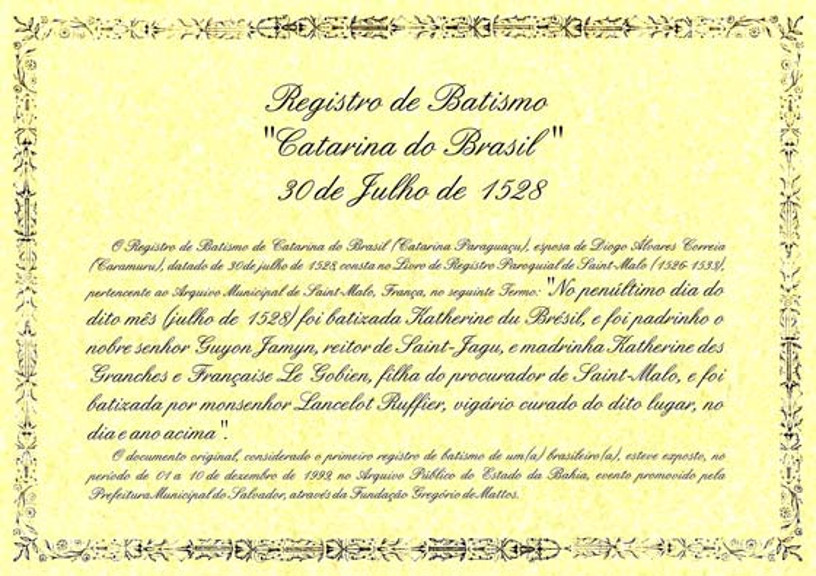 Registro de Batismo
"Catarina do Brasil"
30 de Julho de 1528
O Registro de Batismo de Catarina do Brasil (Catarina Paraguaçu), esposa de Diogo Álvares Correia
(Caramuru), datado de 30 de julho de 1528, consta no Livro de Registro Paroquial de Saint-Malo (1526-1533),
pertencente ao Arquivo Municipal de Saint-Malo, França, no seguinte Termo: "No penúltimo dia do
dito mês (julho de 1528) foi batizada Katherine du Brésil, e foi padrinho o
nobre senhor Guyon Jamyn, reitor de Saint-Jagu, e madrinha Katherine des
Granches e Française Le Gobien, filha do procurador de Saint-Malo, e foi
batizada por monsenhor Lancelot Ruffier, vigário curado do dito lugar, no
dia e ano acima".
O documento original, considerado o primeiro registro de batismo de um(a) brasileiro(a), esteve exposto, no
período de 01 a 10 de dezembro de 1999, no Arquivo Público do Estado da Bahia, evento promovido pela
Prefeitura Municipal do Salvador, através da Fundação Gregório de Mattos.